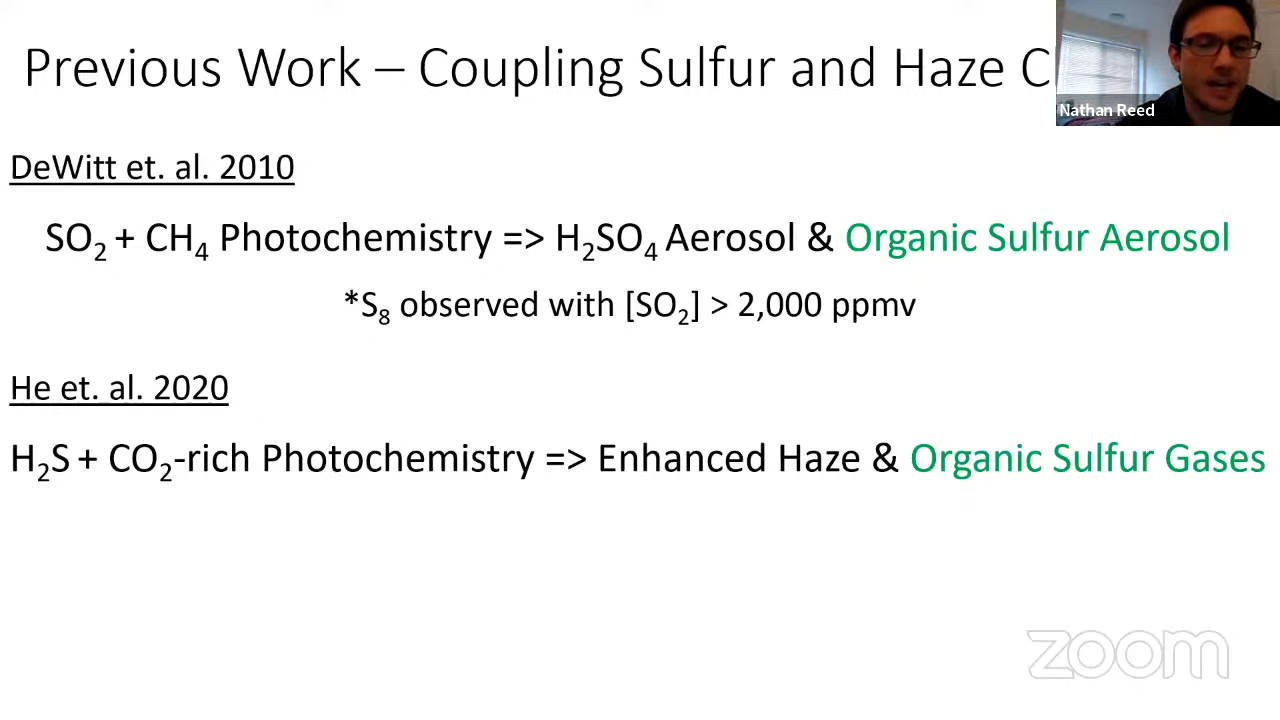 Previous Work – Coupling Sulfur and Haze
Nathan Reed
DeWitt et. al. 2010
SO₂ + CH₄ Photochemistry => H₂SO₄ Aerosol & Organic Sulfur Aerosol
*S₈ observed with [SO₂] > 2,000 ppmv
He et. al. 2020
H₂S + CO₂-rich Photochemistry => Enhanced Haze & Organic Sulfur Gases
zoom